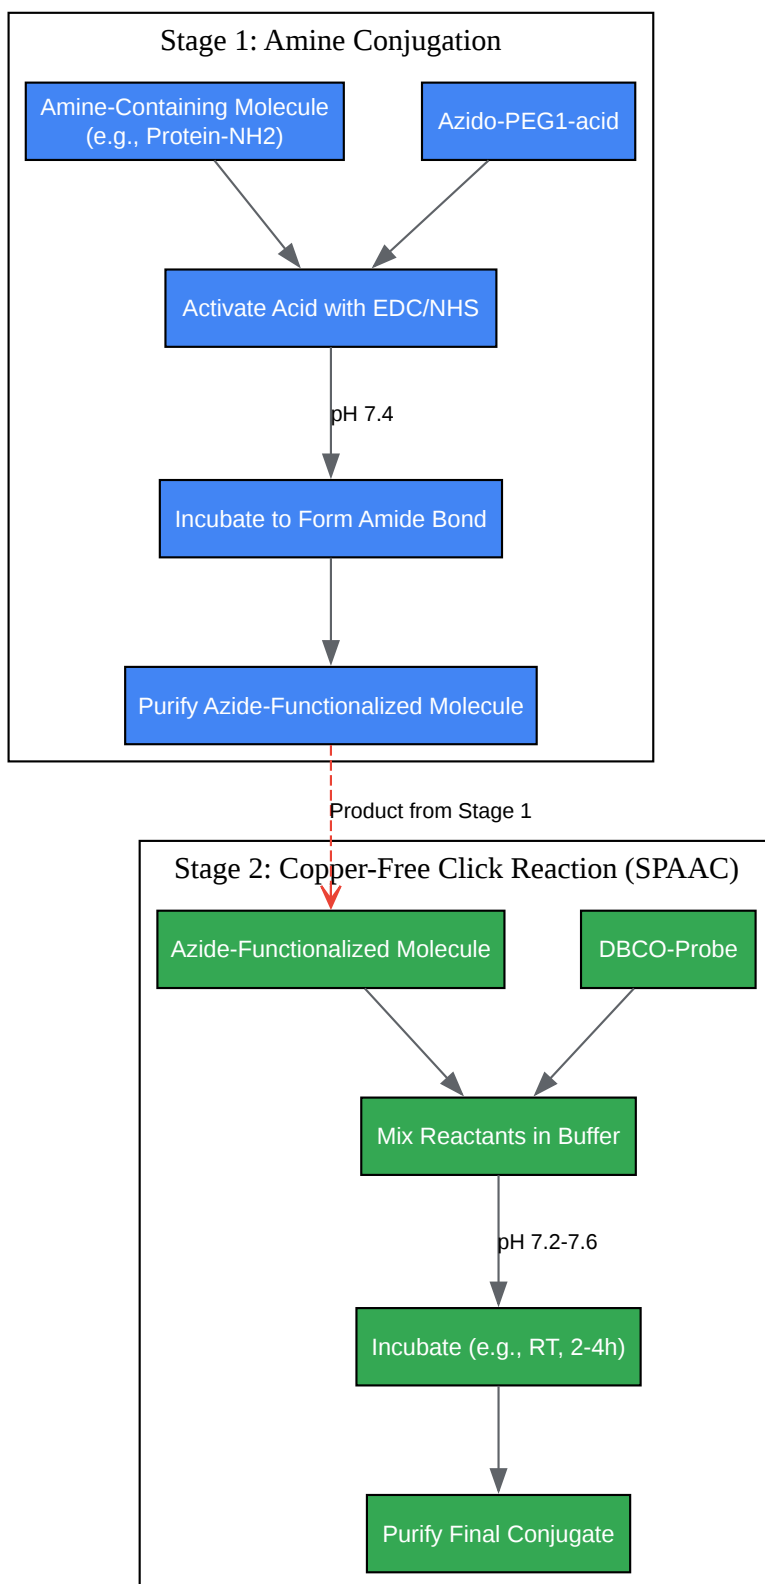 Stage 1: Amine Conjugation
Amine-Containing Molecule
(e.g., Protein-NH2)
Azido-PEG1-acid
Activate Acid with EDC/NHS
pH 7.4
Incubate to Form Amide Bond
Purify Azide-Functionalized Molecule
Product from Stage 1
Stage 2: Copper-Free Click Reaction (SPAAC)
Azide-Functionalized Molecule
DBCO-Probe
Mix Reactants in Buffer
pH 7.2-7.6
Incubate (e.g., RT, 2-4h)
Purify Final Conjugate